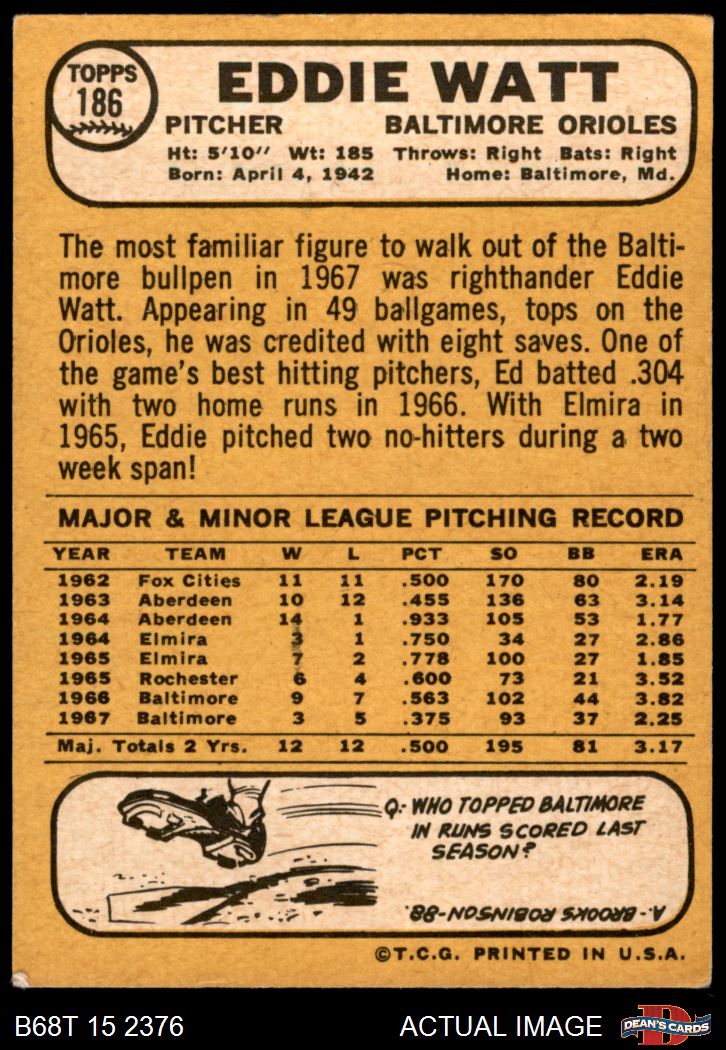 TOPPS
186
EDDIE WATT
PITCHER BALTIMORE ORIOLES
Ht: 5'10" Wt: 185 Throws: Right Bats: Right
Born: April 4, 1942 Home: Baltimore, Md.
The most familiar figure to walk out of the Balti-
more bullpen in 1967 was righthander Eddie
Watt. Appearing in 49 ballgames, tops on the
Orioles, he was credited with eight saves. One of
the game's best hitting pitchers, Ed batted .304
with two home runs in 1966. With Elmira in
1965, Eddie pitched two no-hitters during a two
week span!
MAJOR & MINOR LEAGUE PITCHING RECORD
YEAR TEAM W L PCT SO BB ERA
1962 Fox Cities 11 11 .500 170 80 2.19
1963 Aberdeen 10 12 .455 136 63 3.14
1964 Aberdeen 14 1 .933 105 53 1.77
1964 Elmira 3 1 .750 34 27 2.86
1965 Elmira 7 2 .778 100 27 1.85
1965 Rochester 6 4 .600 73 21 3.52
1966 Baltimore 9 7 .563 102 44 3.82
1967 Baltimore 3 5 .375 93 37 2.25
Maj. Totals 2 Yrs. 12 12 .500 195 81 3.17
Q: WHO TOPPED BALTIMORE
IN RUNS SCORED LAST
SEASON?
A- BROOKS ROBINSON-88.
©T.C.G. PRINTED IN U.S.A.
B68T 15 2376 ACTUAL IMAGE
D
DEAN'S CARDS